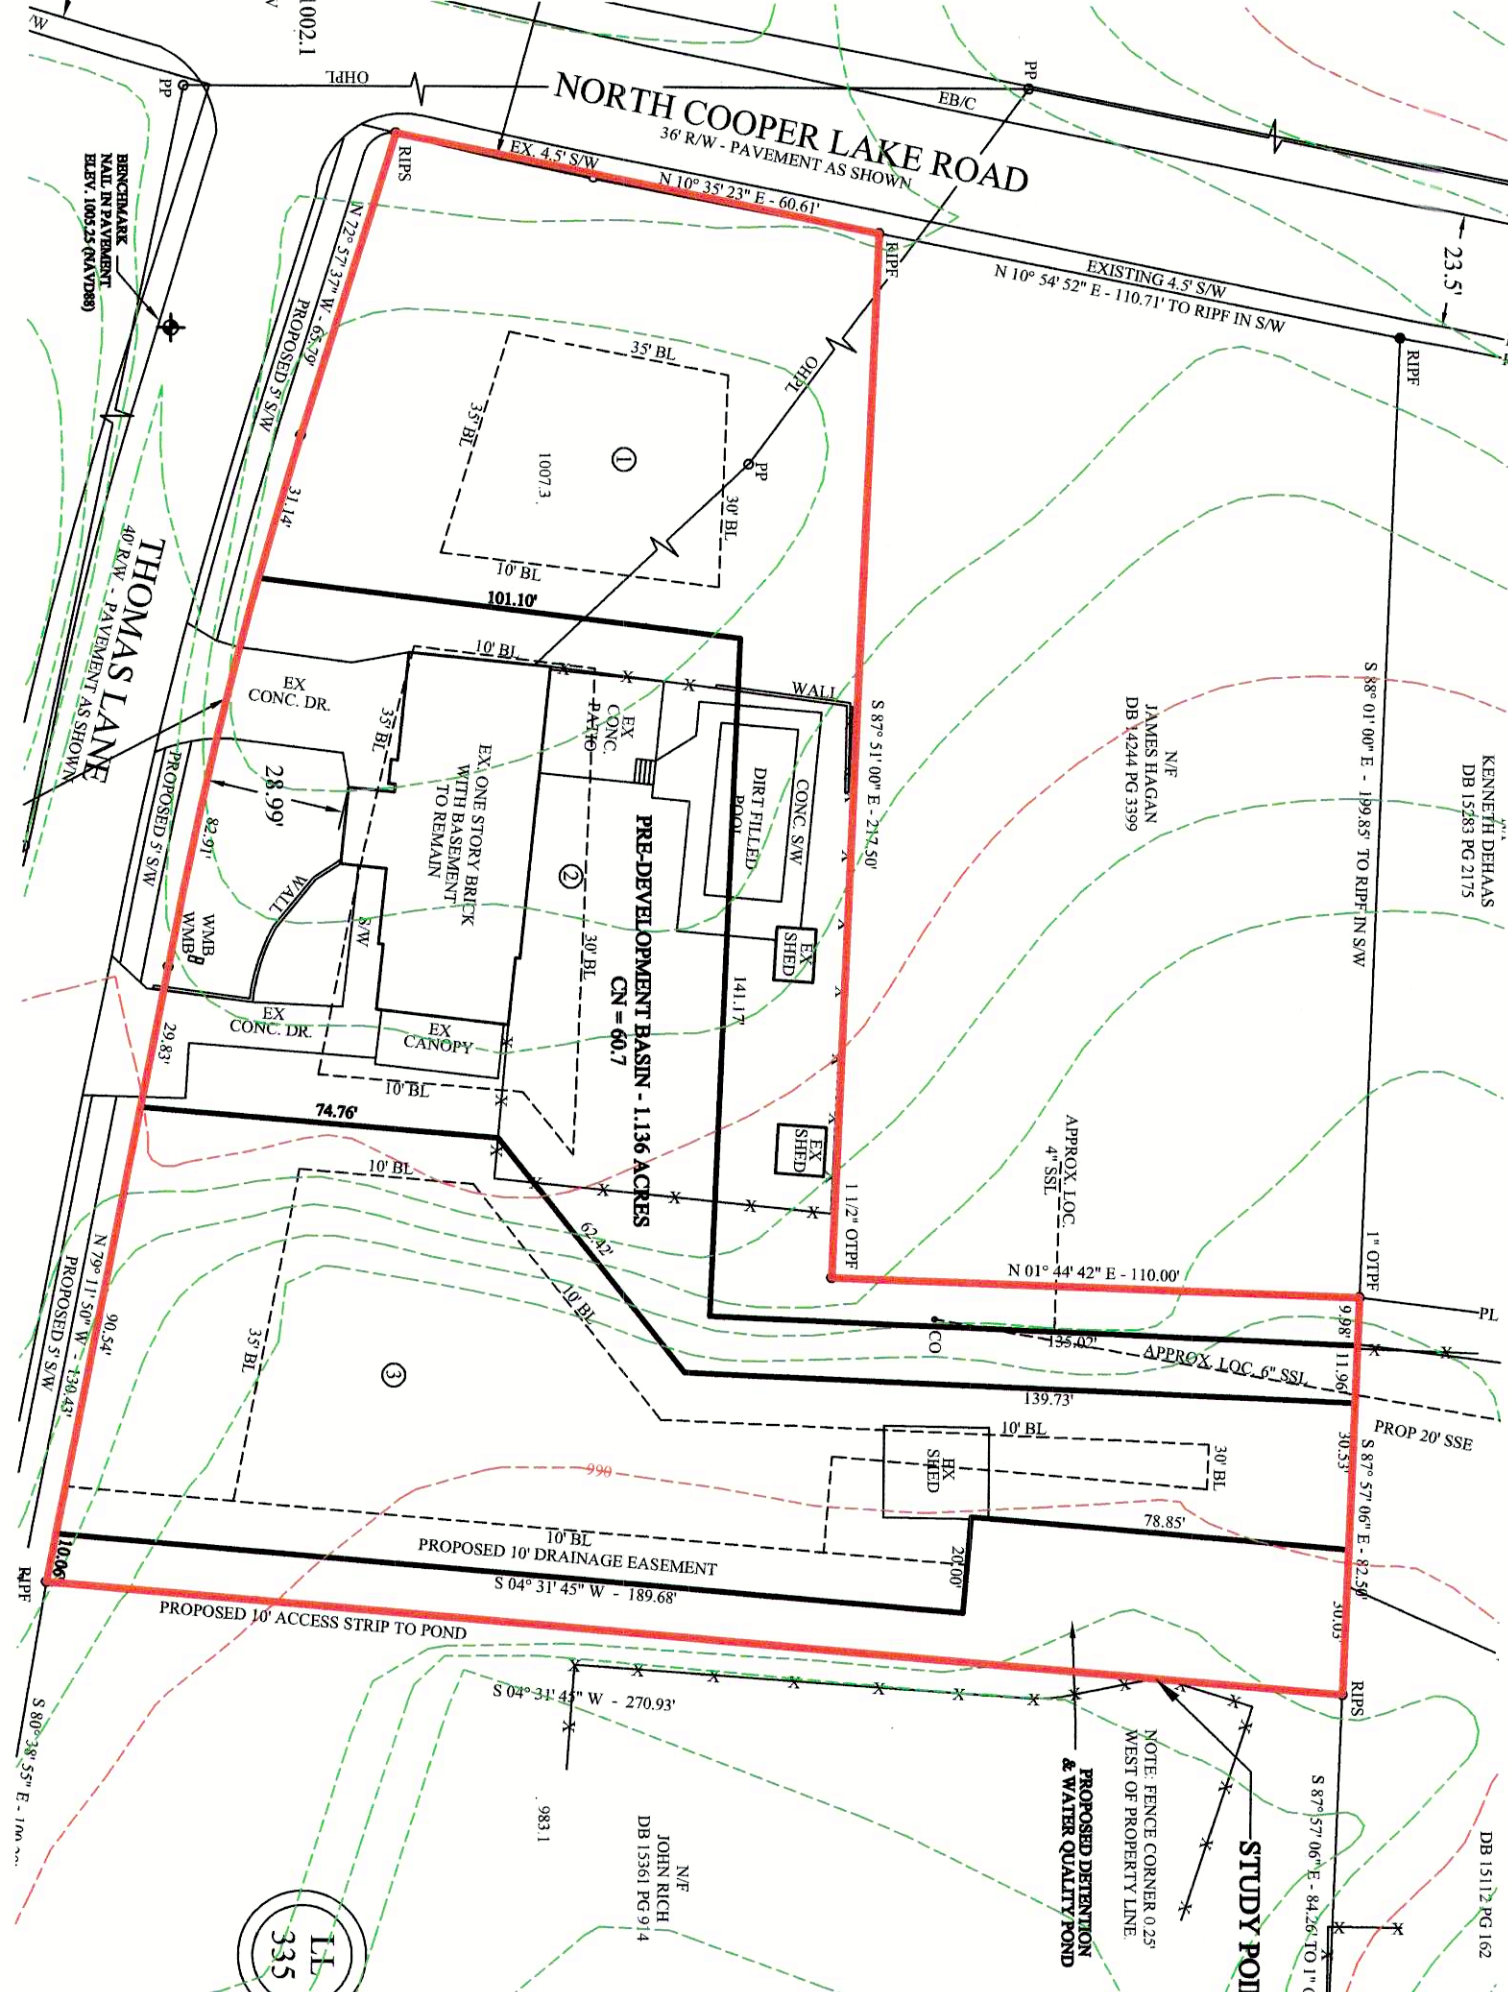 1002.1
PP
OHPL
NORTH COOPER LAKE ROAD
36' R/W - PAVEMENT AS SHOWN
PP
EB/C
23.5'
RIPS
EX. 4.5' S/W
N 10° 35' 23" E - 60.61'
RIPF
EXISTING 4.5' S/W
N 10° 54' 52" E - 110.71' TO RIPF IN S/W
RIPF
BENCHMARK
NAIL IN PAVEMENT
ELEV. 1005.25 (NAVD88)
N 72° 57' 37" W - 65.79'
PROPOSED 5' S/W
31.14'
35' BL
35' BL
1
1007.3
30' BL
10' BL
OHPL
PP
101.10'
THOMAS LANE
40' R/W - PAVEMENT AS SHOWN
EX
CONC. DR.
10' BL
35' BL
EX
CONC.
PATIO
WALL
S 87° 51' 00" E - 217.50'
N/F
JAMES HAGAN
DB 14244 PG 3399
S 88° 01' 00" E - 199.85' TO RIPF IN S/W
KENNETH DEHAAS
DB 15283 PG 2175
28.99'
82.91'
PROPOSED 5' S/W
WALL
WMB
WMB
S/W
EX. ONE STORY BRICK
WITH BASEMENT
TO REMAIN
CONC. S/W
DIRT FILLED
POOL
2
30' BL
PRE-DEVELOPMENT BASIN - 1.136 ACRES
CN = 60.7
EX
SHED
141.17'
29.83'
EX
CONC. DR.
EX
CANOPY
10' BL
74.76'
EX
SHED
1 1/2" OTPF
APPROX. LOC.
4" SSL
N 01° 44' 42" E - 110.00'
1" OTPF
PL
10' BL
62.42'
10' BL
35' BL
3
N 79° 11' 50" W - 130.43'
90.54'
PROPOSED 5' S/W
CO
135.02'
APPROX. LOC. 6" SSL
9.98'
11.96'
139.73'
PROP 20' SSE
10' BL
30' BL
EX
SHED
30.53'
S 87° 57' 06" E - 82.50'
990
78.85'
20.00'
10' BL
PROPOSED 10' DRAINAGE EASEMENT
S 04° 31' 45" W - 189.68'
10.06'
RIPF
PROPOSED 10' ACCESS STRIP TO POND
30.03'
RIPS
S 04° 31' 45" W - 270.93'
NOTE: FENCE CORNER 0.25'
WEST OF PROPERTY LINE.
PROPOSED DETENTION
& WATER QUALITY POND
STUDY POI
S 87° 57' 06" E - 84.26' TO 1"
DB 15112 PG 162
983.1
N/F
JOHN RICH
DB 15361 PG 914
S 80° 38' 55" E -
LL
335